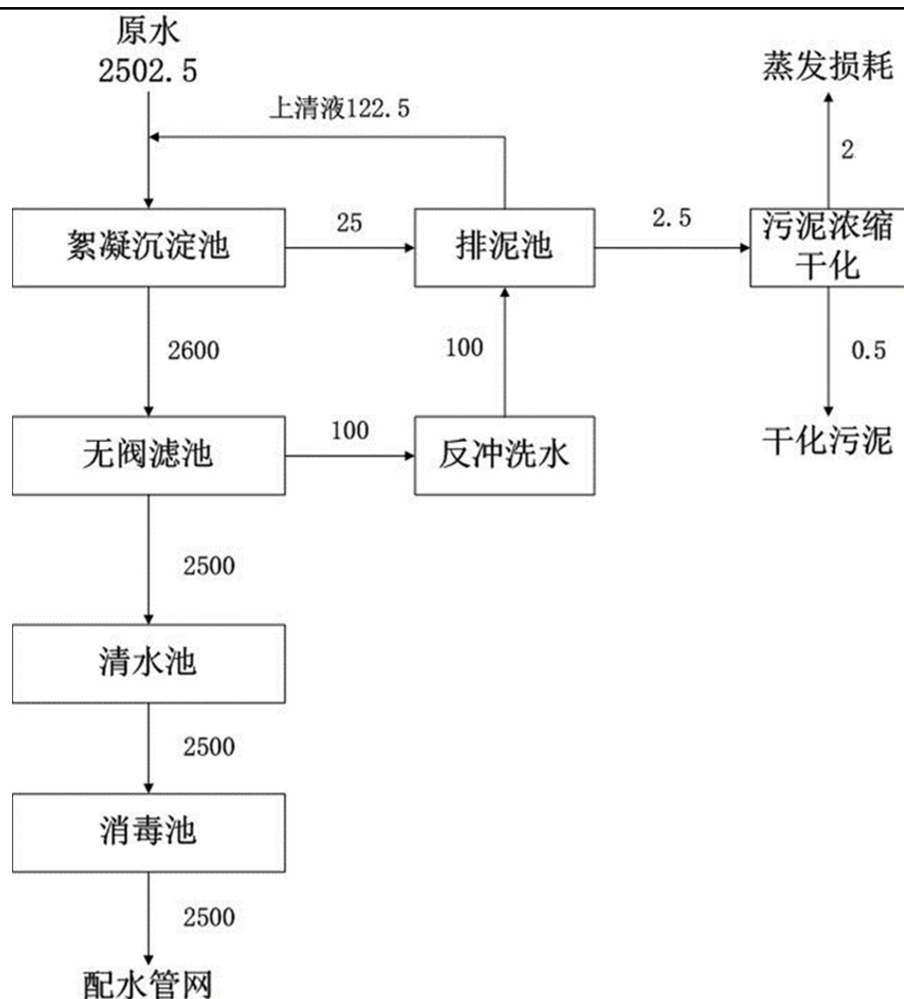 原水
2502.5
上清液122.5
蒸发损耗
2
絮凝沉淀池
25
排泥池
2.5
污泥浓缩
干化
2600
100
0.5
无阀滤池
100
反冲洗水
干化污泥
2500
清水池
2500
消毒池
2500
配水管网